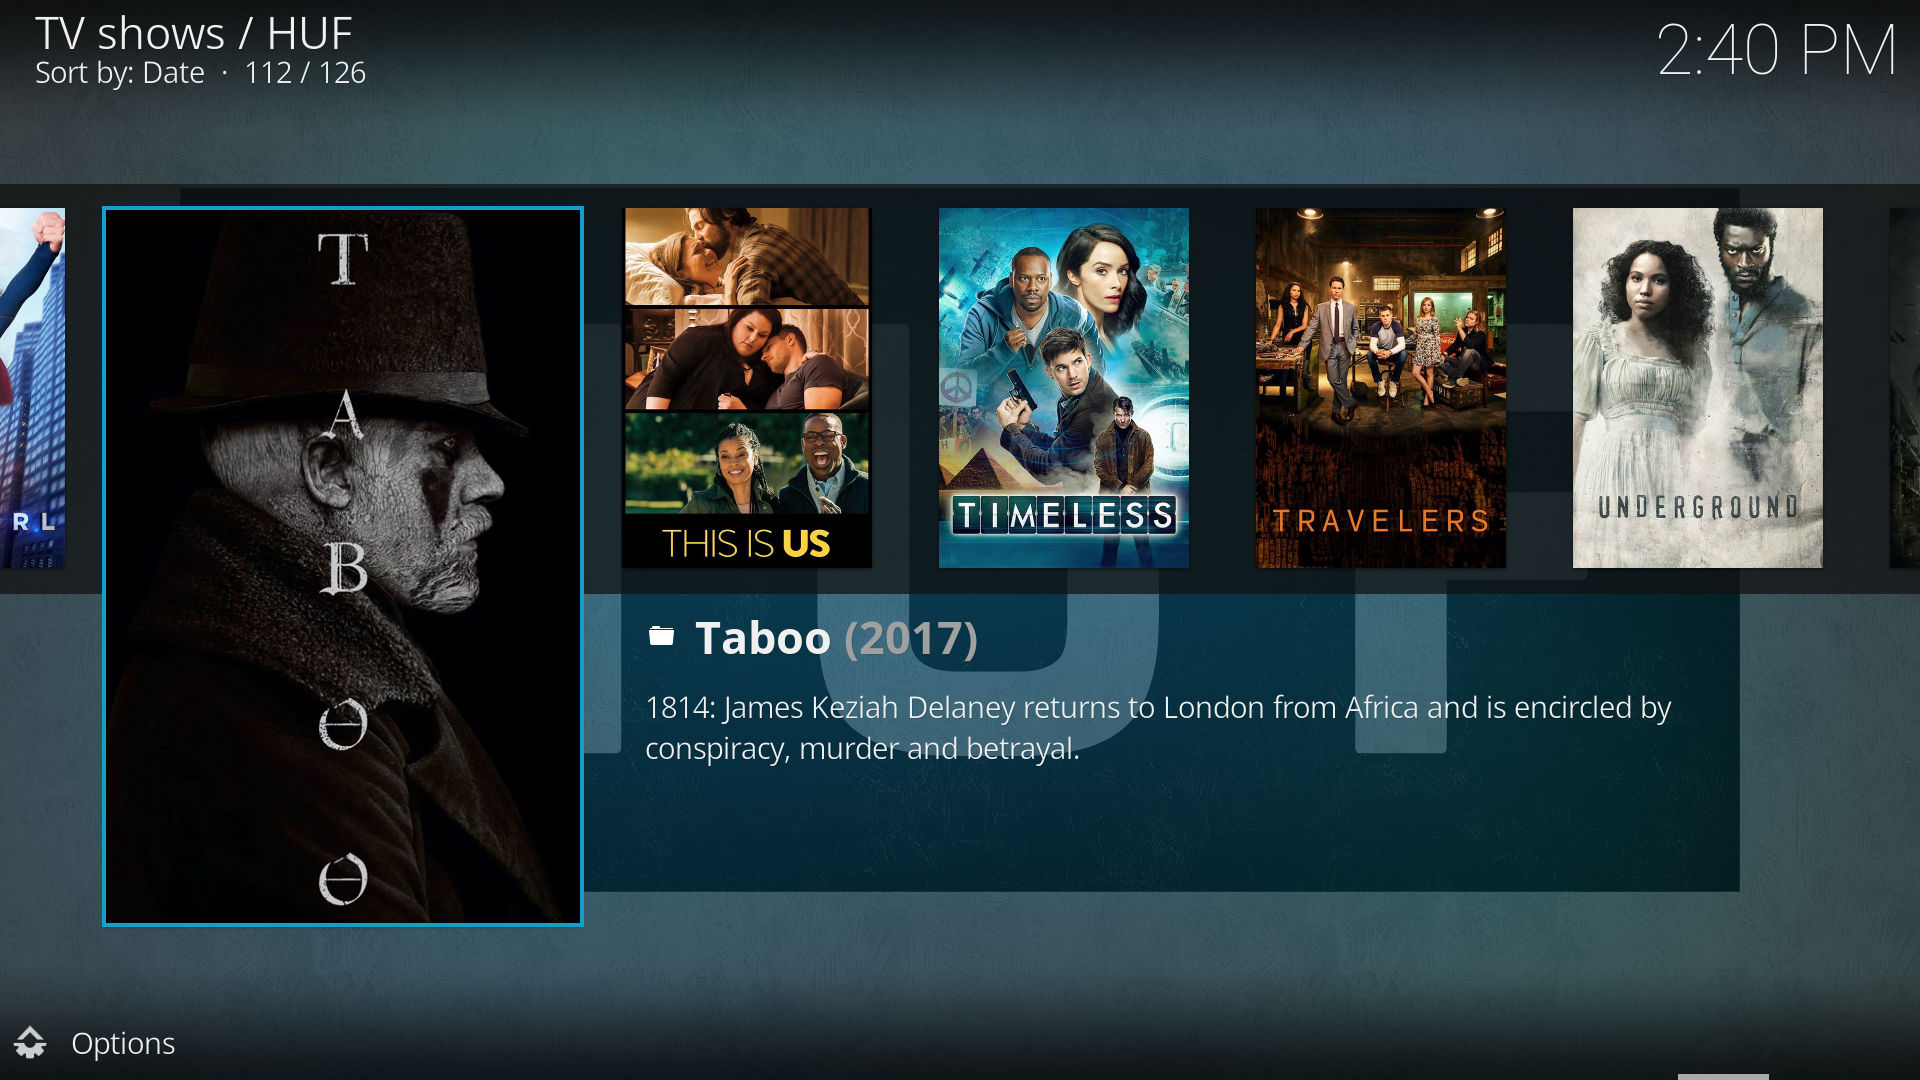 TV shows / HUF
Sort by: Date · 112 / 126
2:40 PM
R L
T
A
B
O
O
THIS IS US
TIMELESS
TRAVELERS
UNDERGROUND
Taboo (2017)
1814: James Keziah Delaney returns to London from Africa and is encircled by
conspiracy, murder and betrayal.
Options